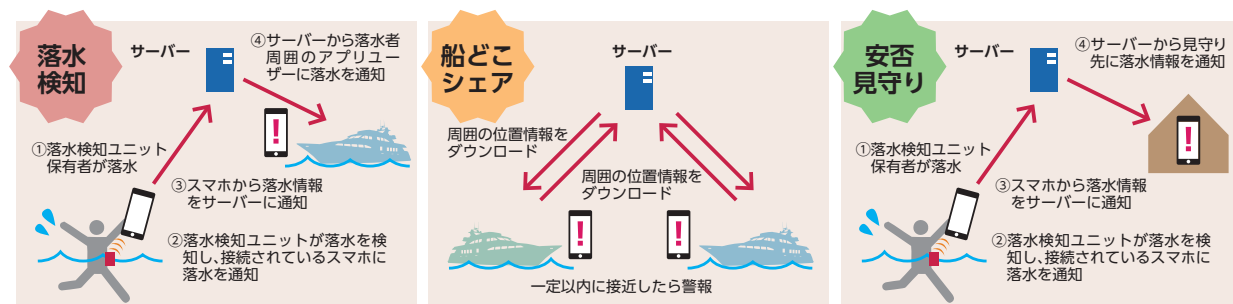 落水
検知
サーバー
④サーバーから落水者
周囲のアプリユー
ザーに落水を通知
!
①落水検知ユニット
保有者が落水
③スマホから落水情報
をサーバーに通知
②落水検知ユニットが落水を検
知し、接続されているスマホに
落水を通知
船どこ
シェア
サーバー
周囲の位置情報を
ダウンロード
周囲の位置情報を
ダウンロード
!
!
一定以内に接近したら警報
安否
見守り
サーバー
④サーバーから見守り
先に落水情報を通知
!
①落水検知ユニット
保有者が落水
③スマホから落水情報
をサーバーに通知
②落水検知ユニットが落水を検
知し、接続されているスマホに
落水を通知